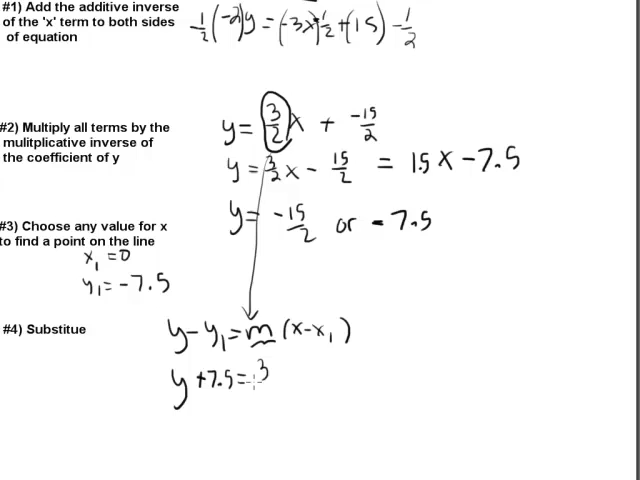 #1) Add the additive inverse
of the 'x' term to both sides
of equation
-1/2(-2)y = (-3x)-1/2 + (15) -1/2
#2) Multiply all terms by the
mulitplicative inverse of
the coefficient of y
y = 3/2 x + -15/2
y = 3/2 x - 15/2 = 1.5x - 7.5
y = -15/2 or -7.5
#3) Choose any value for x
to find a point on the line
x₁ = 0
y₁ = -7.5
#4) Substitue
y - y₁ = m (x - x₁)
y + 7.5 = 3